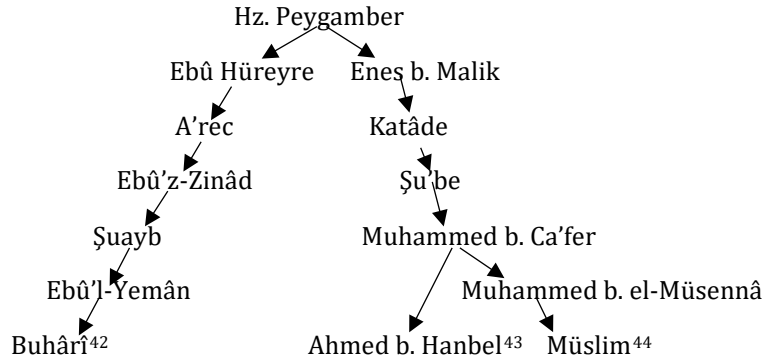 Hz. Peygamber
Ebû Hüreyre Enes b. Malik
A’rec Katâde
Ebû’z-Zinâd Şu’be
Şuayb Muhammed b. Ca’fer
Ebû’l-Yemân Muhammed b. el-Müsennâ
Buhârî⁴² Ahmed b. Hanbel⁴³ Müslim⁴⁴